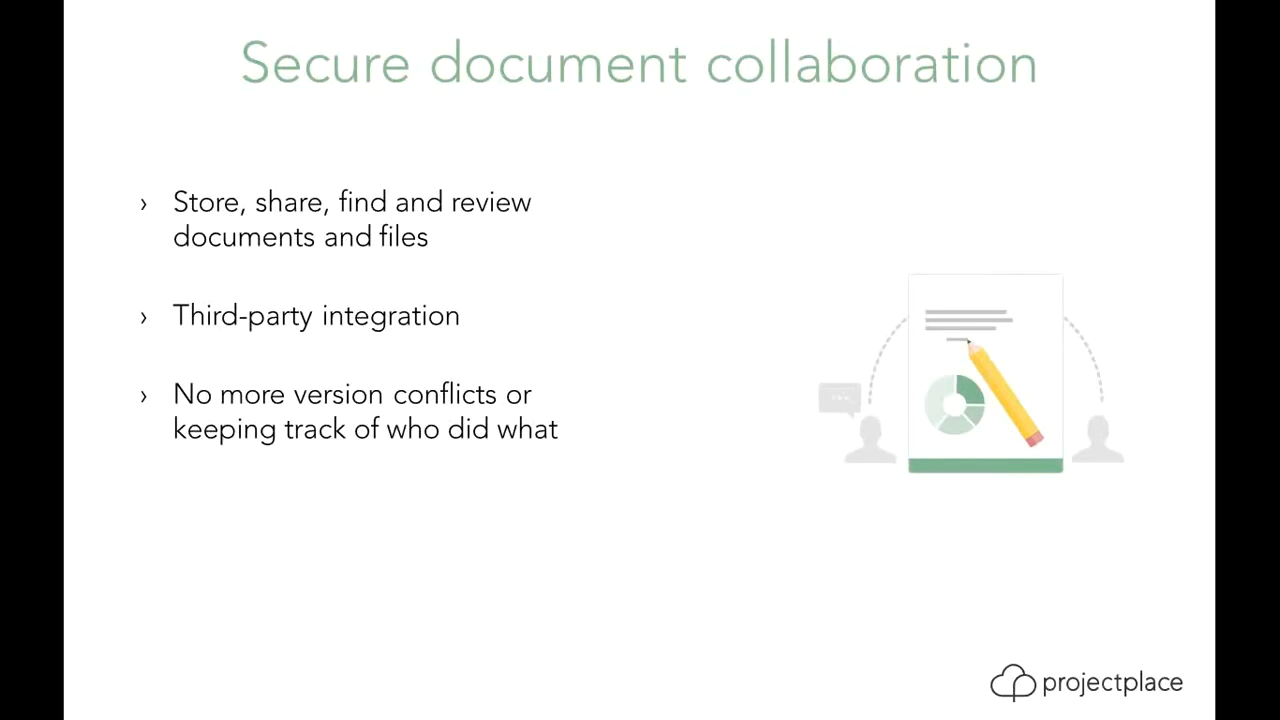 Secure document collaboration
› Store, share, find and review
documents and files
› Third-party integration
› No more version conflicts or
keeping track of who did what
projectplace